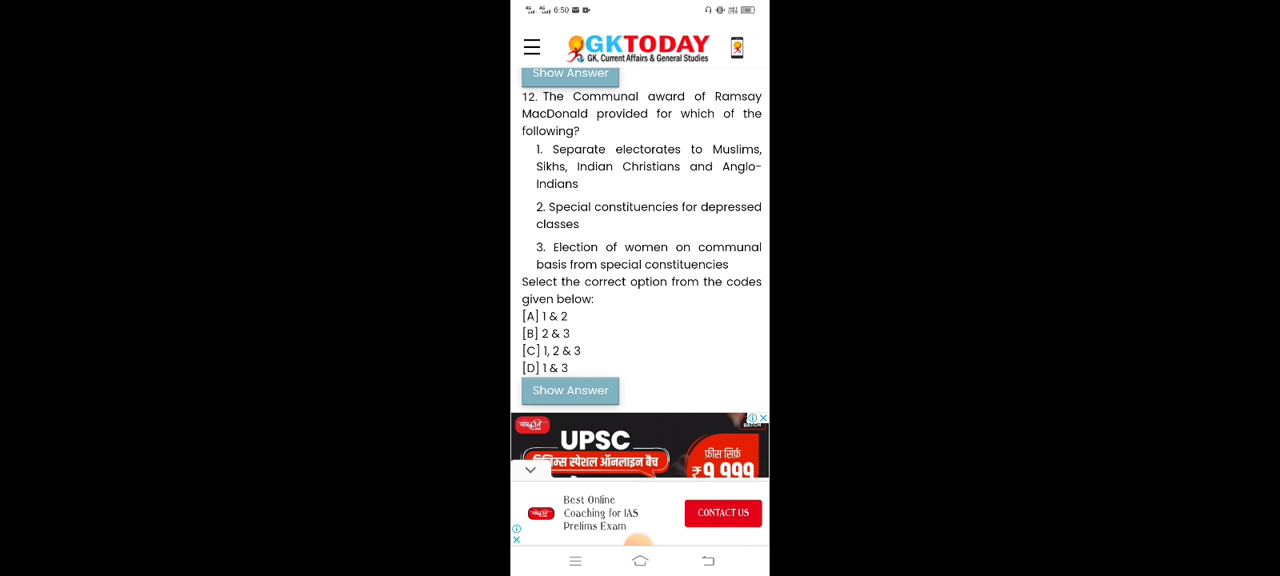 6:50
GKTODAY
GK, Current Affairs & General Studies
Show Answer
12. The Communal award of Ramsay
MacDonald provided for which of the
following?
1. Separate electorates to Muslims,
Sikhs, Indian Christians and Anglo-
Indians
2. Special constituencies for depressed
classes
3. Election of women on communal
basis from special constituencies
Select the correct option from the codes
given below:
[A] 1 & 2
[B] 2 & 3
[C] 1, 2 & 3
[D] 1 & 3
Show Answer
BATCH
UPSC
प्रिलिम्स स्पेशल ऑनलाइन बैच
फ़ीस सिर्फ
₹9,999
Best Online
Coaching for IAS
Prelims Exam
CONTACT US